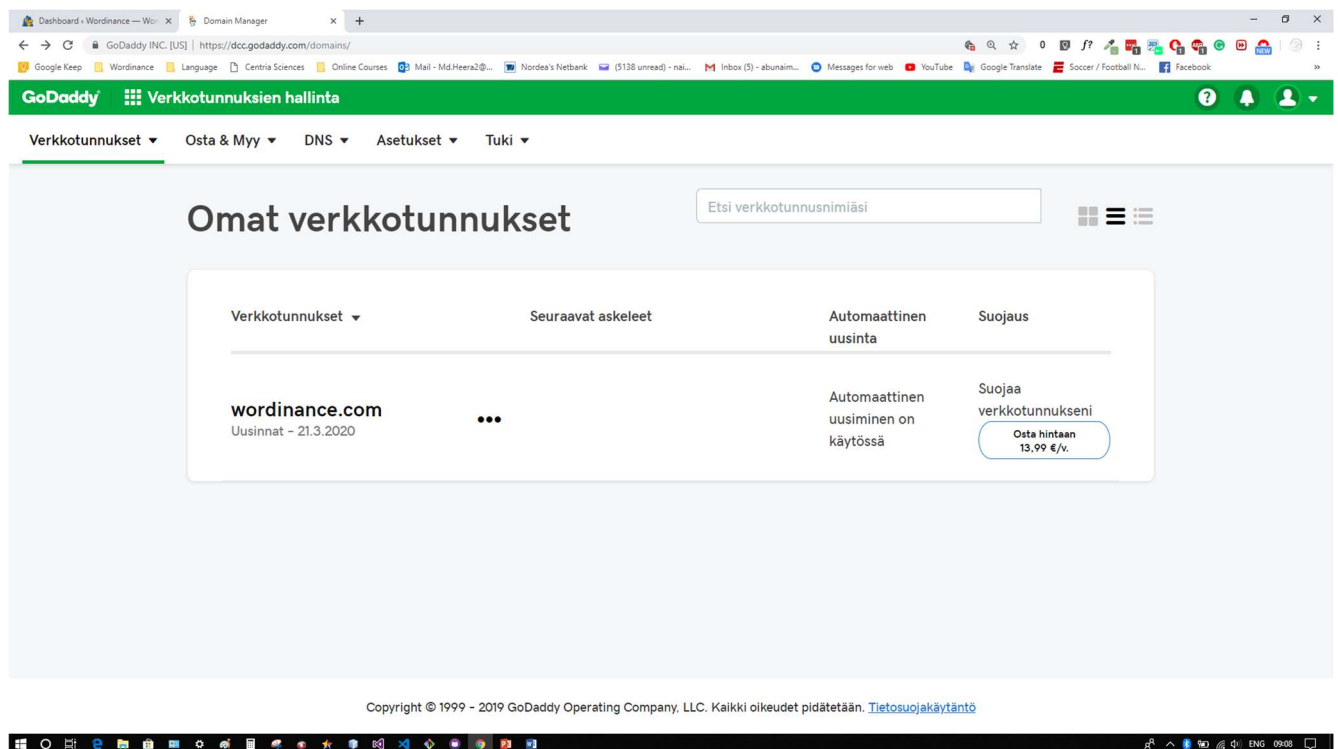 Dashboard ‹ Wordinance — Wor
Domain Manager
GoDaddy INC. [US] | https://dcc.godaddy.com/domains/
Google Keep Wordinance Language Centria Sciences Online Courses Mail - Md.Heera2@... Nordea's Netbank (5138 unread) - nai... Inbox (5) - abunaim... Messages for web YouTube Google Translate Soccer / Football N... Facebook »
GoDaddy Verkkotunnuksien hallinta
Verkkotunnukset Osta & Myy DNS Asetukset Tuki
Omat verkkotunnukset
Etsi verkkotunnusnimiäsi
Verkkotunnukset Seuraavat askeleet Automaattinen uusinta Suojaus
wordinance.com
Uusinnat – 21.3.2020
Automaattinen
uusiminen on
käytössä
Suojaa
verkkotunnukseni
Osta hintaan
13,99 €/v.
Copyright © 1999 – 2019 GoDaddy Operating Company, LLC. Kaikki oikeudet pidätetään. Tietosuojakäytäntö
ENG 09:08